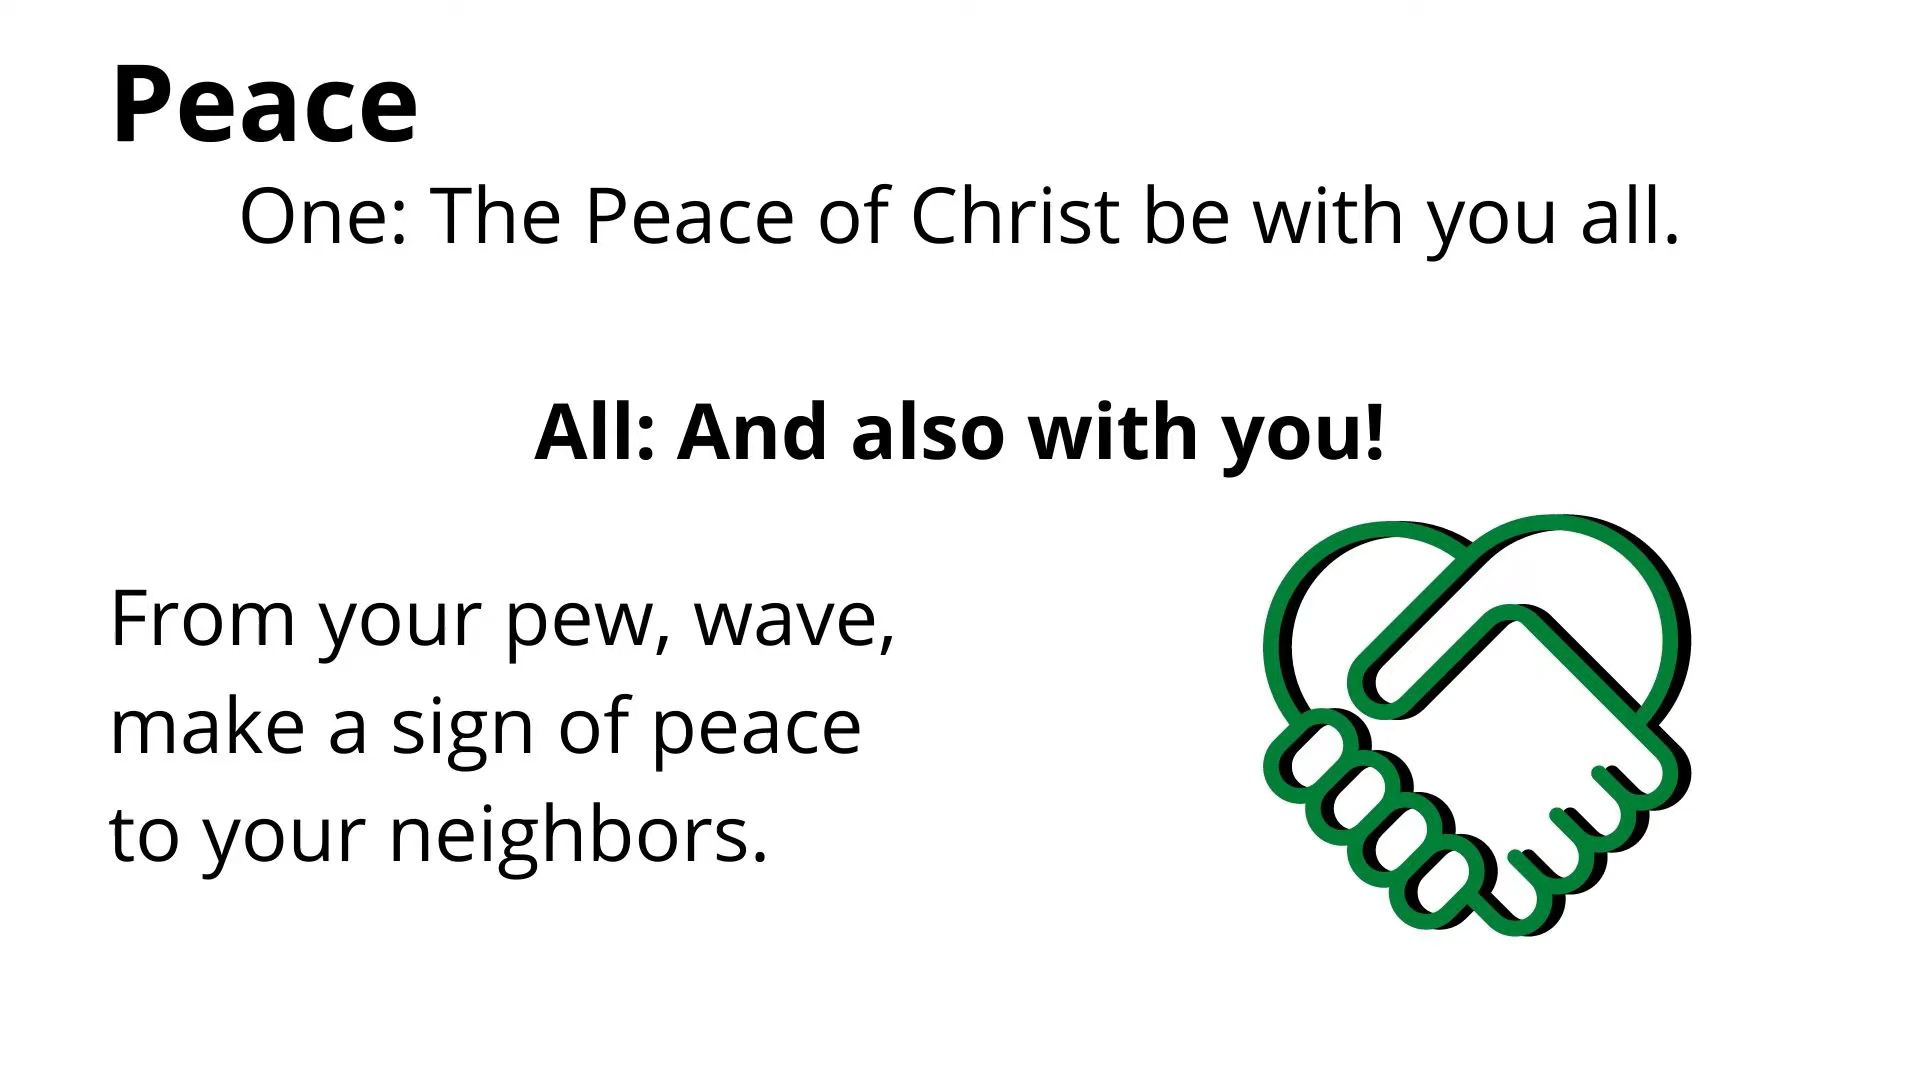 Peace
One: The Peace of Christ be with you all.
All: And also with you!
From your pew, wave,
make a sign of peace
to your neighbors.